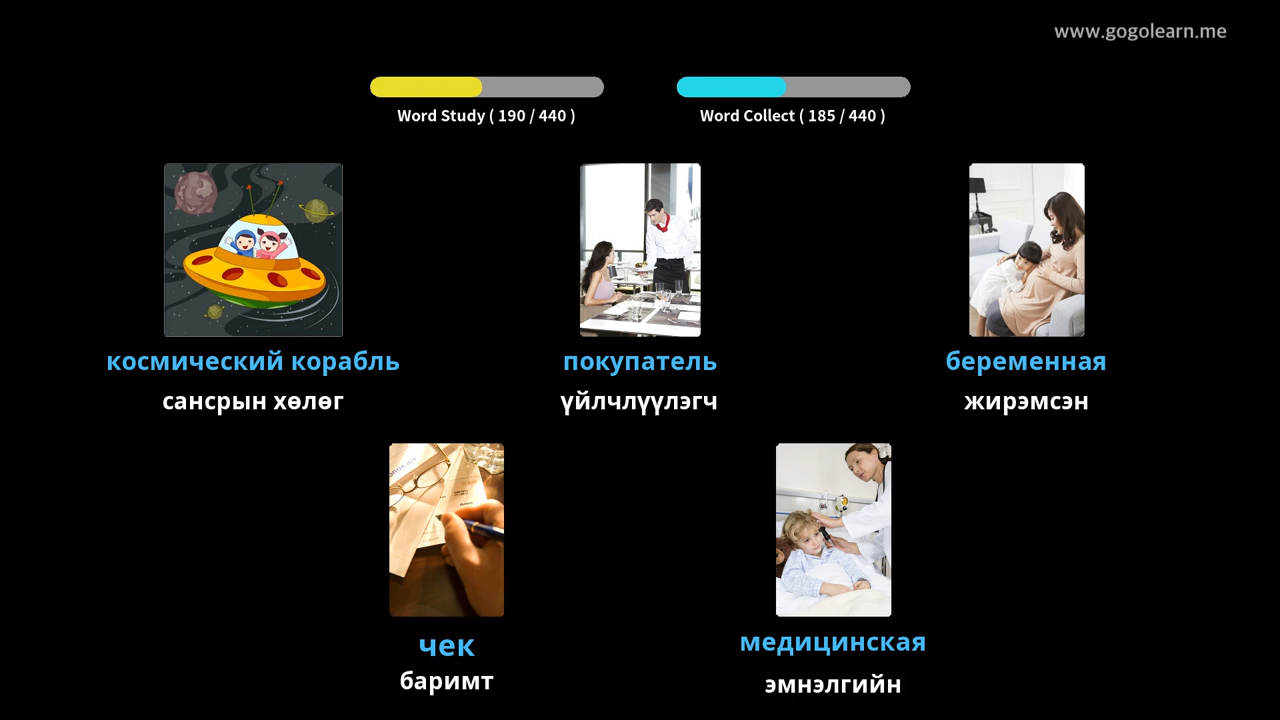 www.gogolearn.me
Word Study ( 190 / 440 )
Word Collect ( 185 / 440 )
космический корабль
сансрын хөлөг
покупатель
үйлчлүүлэгч
беременная
жирэмсэн
чек
баримт
медицинская
эмнэлгийн